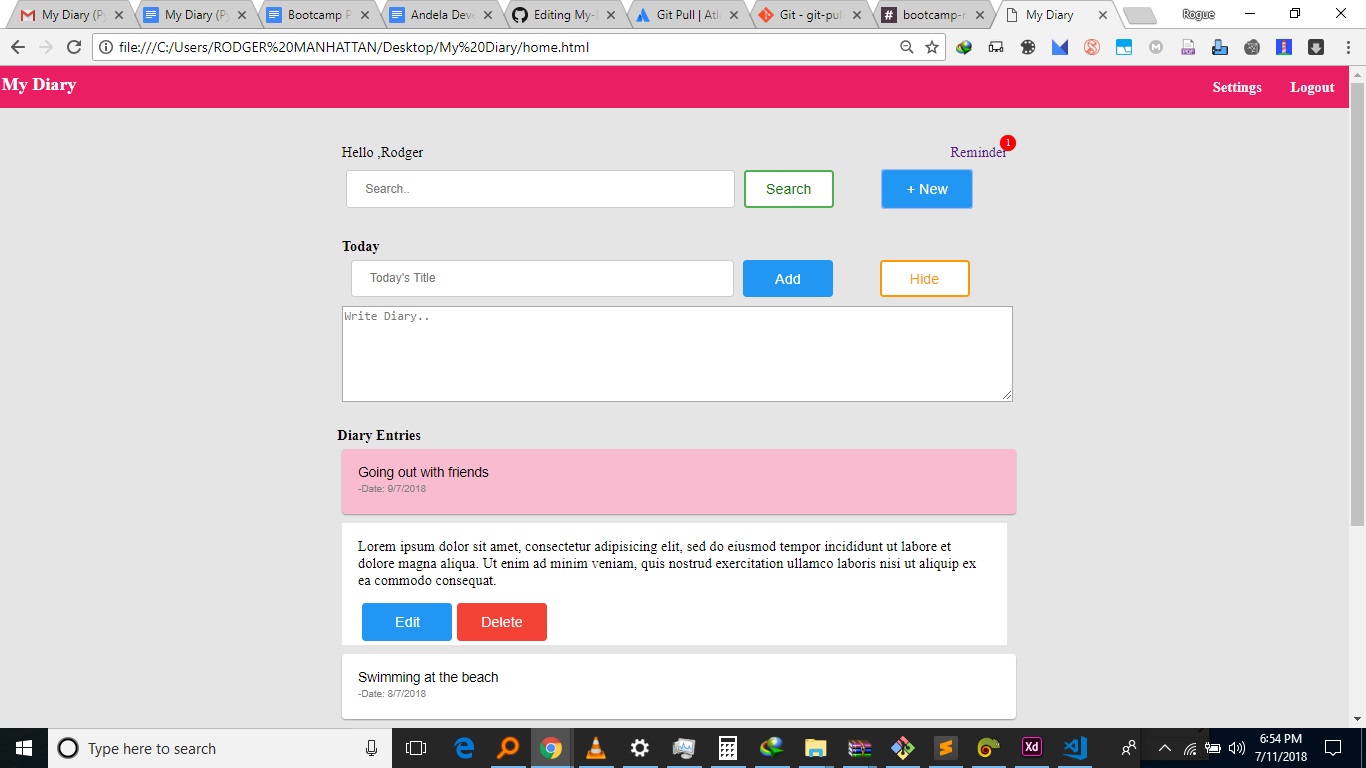 My Diary (P
My Diary (P
Bootcamp P
Andela Deve
Editing My-
Git Pull | Atl
Git - git-pul
bootcamp-r
My Diary
Rogue
file:///C:/Users/RODGER%20MANHATTAN/Desktop/My%20Diary/home.html
My Diary
Settings
Logout
Hello ,Rodger
Reminder
1
Search..
Search
+ New
Today
Today's Title
Add
Hide
Write Diary..
Diary Entries
Going out with friends
-Date: 9/7/2018
Lorem ipsum dolor sit amet, consectetur adipisicing elit, sed do eiusmod tempor incididunt ut labore et
dolore magna aliqua. Ut enim ad minim veniam, quis nostrud exercitation ullamco laboris nisi ut aliquip ex
ea commodo consequat.
Edit
Delete
Swimming at the beach
-Date: 8/7/2018
Type here to search
Xd
6:54 PM
7/11/2018